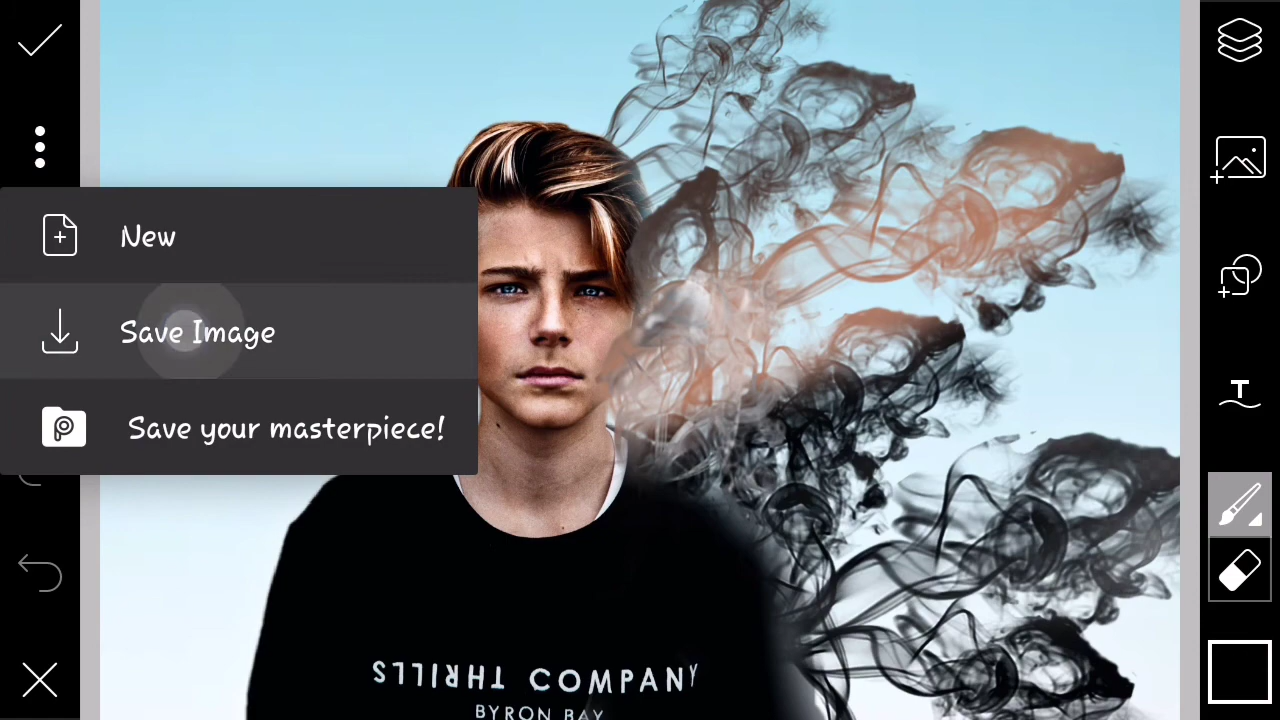 New
Save Image
Save your masterpiece!
T
THRILLS COMPANY
BYRON BAY